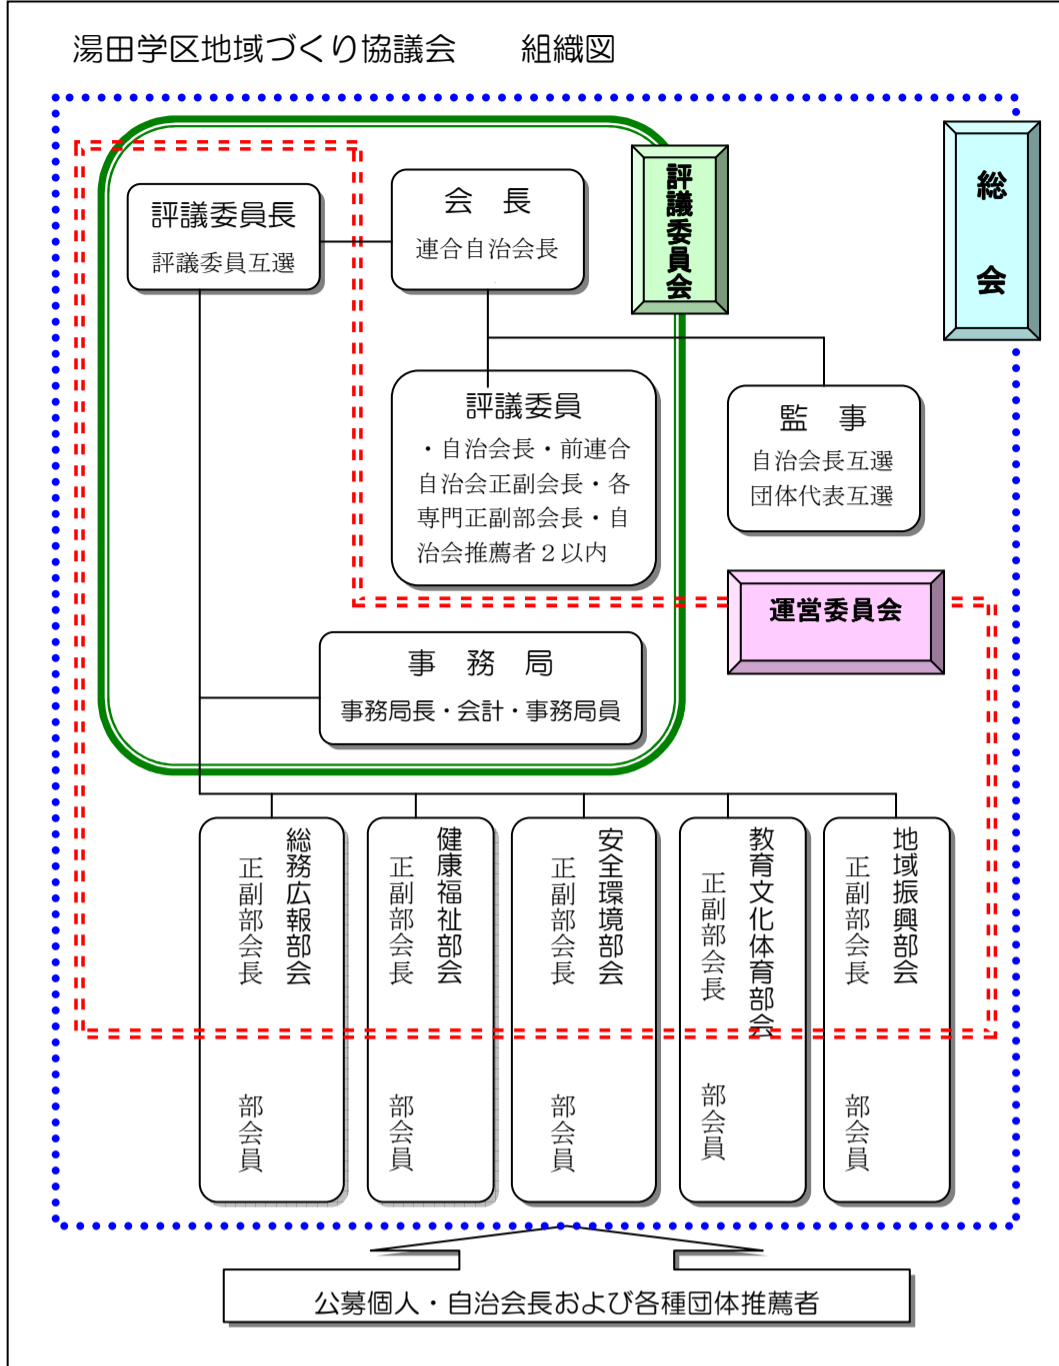 湯田学区地域づくり協議会　　組織図
総会
評議委員会
評議委員長
評議委員互選
会　長
連合自治会長
評議委員
・自治会長・前連合
自治会正副会長・各
専門正副部会長・自
治会推薦者２以内
監　事
自治会長互選
団体代表互選
運営委員会
事　務　局
事務局長・会計・事務局員
総務広報部会
正副部会長
部会員
健康福祉部会
正副部会長
部会員
安全環境部会
正副部会長
部会員
教育文化体育部会
正副部会長
部会員
地域振興部会
正副部会長
部会員
公募個人・自治会長および各種団体推薦者